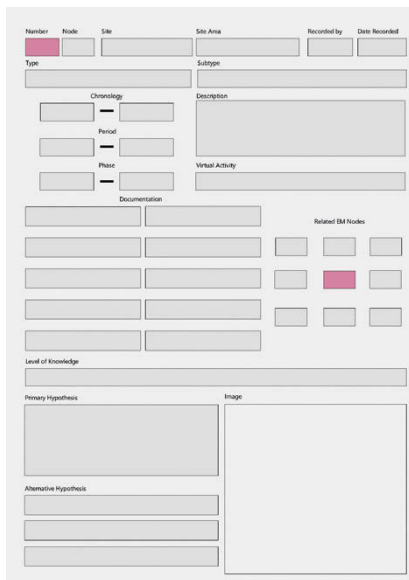 Number Node Site Site Area Recorded by Date Recorded
Type Subtype
Chronology Description
Period
Phase Virtual Activity
Documentation
Related EM Nodes
Level of Knowledge
Primary Hypothesis Image
Alternative Hypothesis